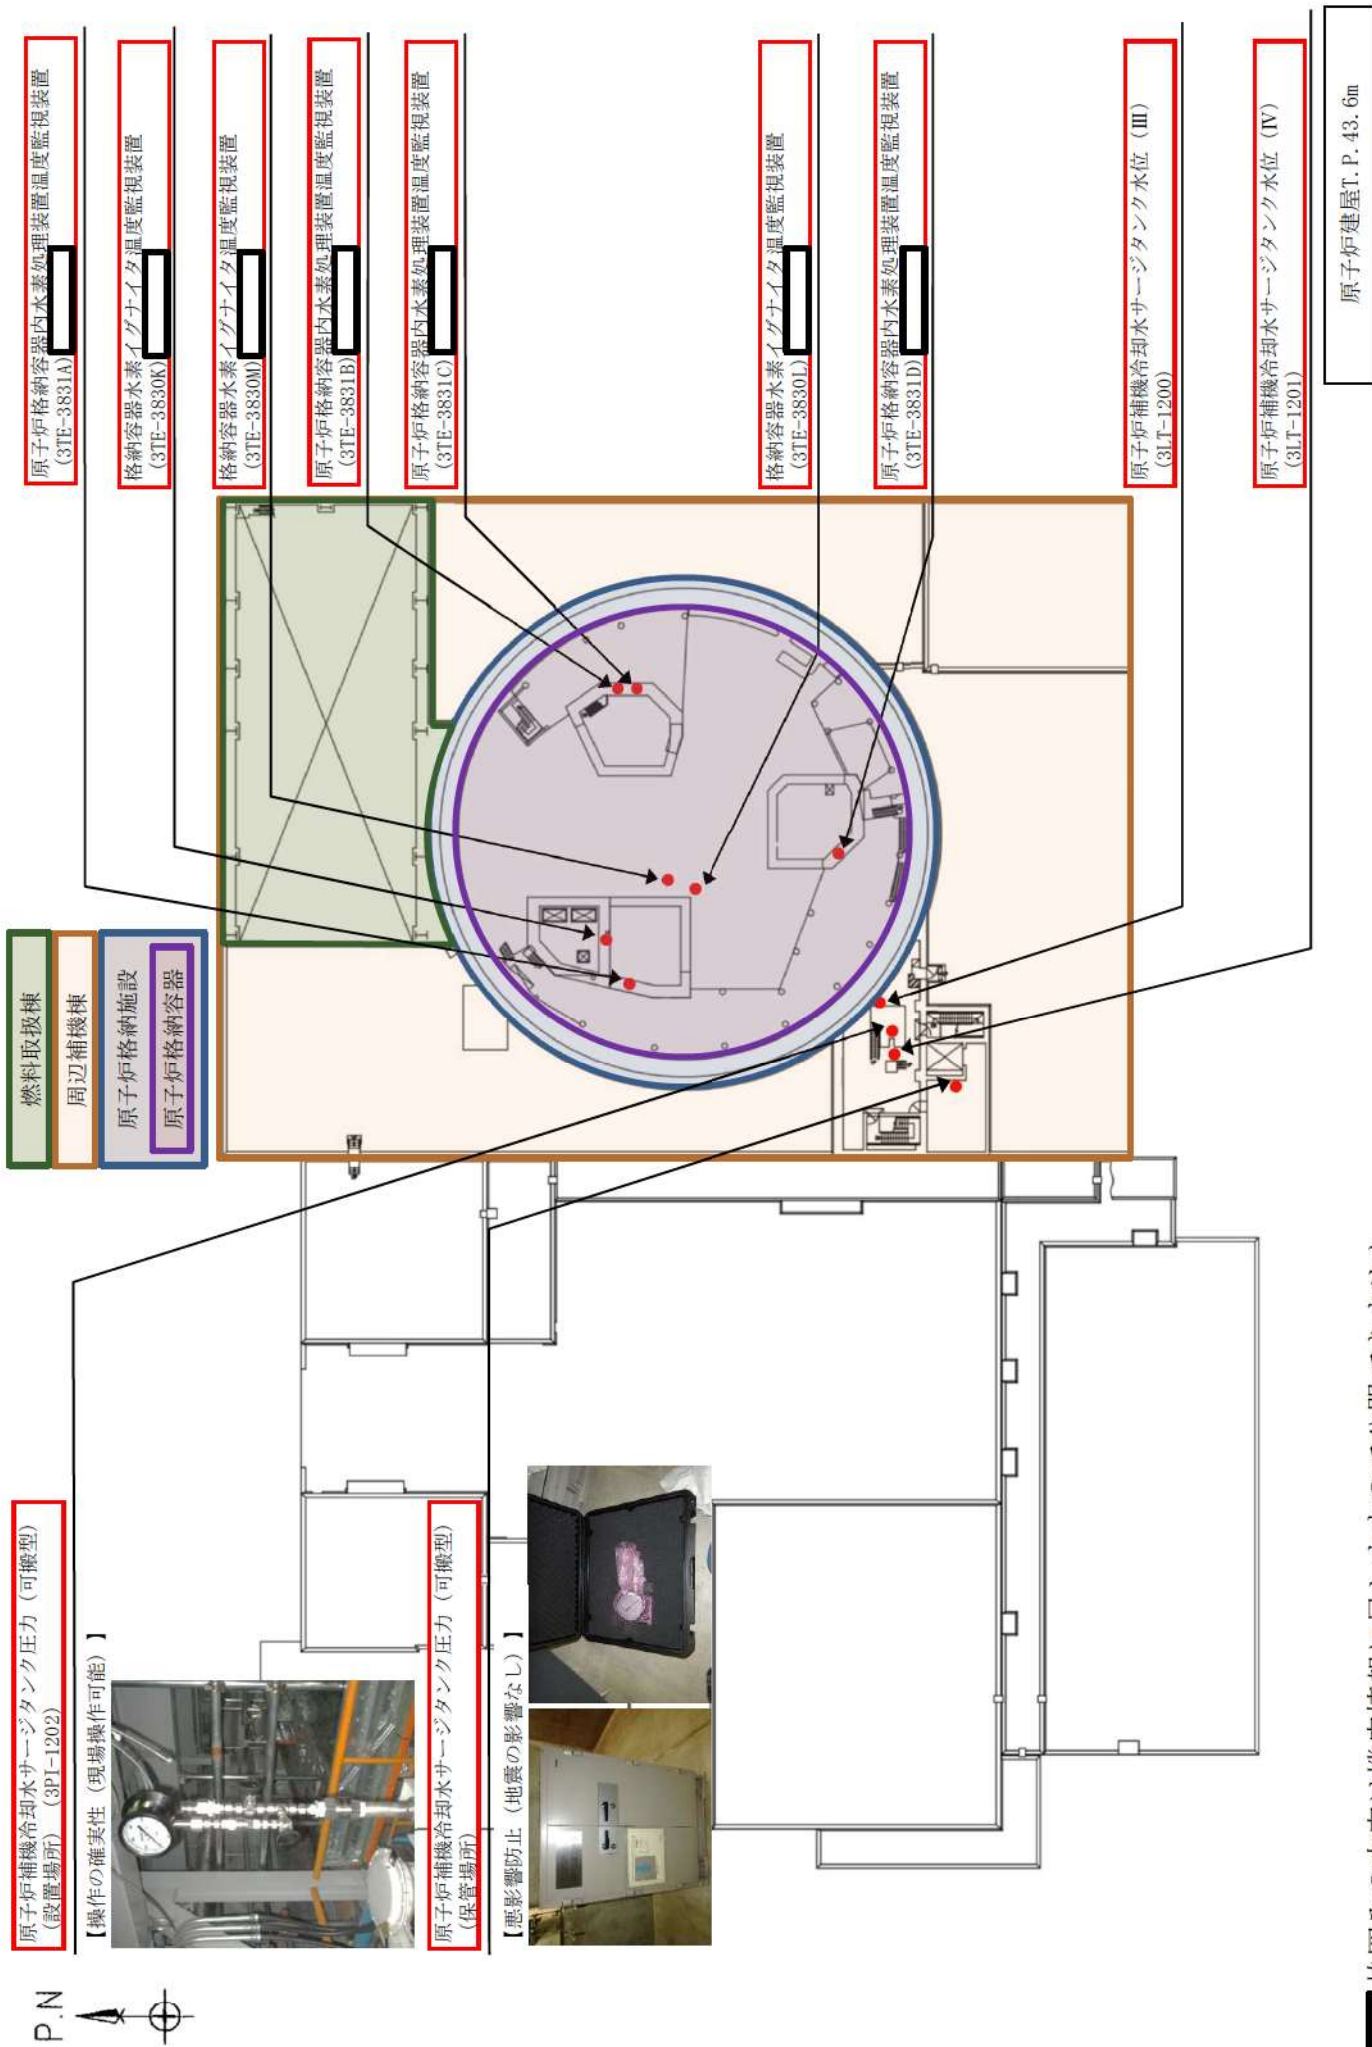 P.N
原子炉補機冷却水サージタンク圧力（可搬型）
（設置場所）（3PI-1202）
【操作の確実性（現場操作可能）】
原子炉補機冷却水サージタンク圧力（可搬型）
（保管場所）
【悪影響防止（地震の影響なし）】
燃料取扱棟
周辺補機棟
原子炉格納施設
原子炉格納容器
原子炉格納容器内水素処理装置温度監視装置
(3TE-3831A)
格納容器水素イグナイタ温度監視装置
(3TE-3830K)
格納容器水素イグナイタ温度監視装置
(3TE-3830M)
原子炉格納容器内水素処理装置温度監視装置
(3TE-3831B)
原子炉格納容器内水素処理装置温度監視装置
(3TE-3831C)
格納容器水素イグナイタ温度監視装置
(3TE-3830L)
原子炉格納容器内水素処理装置温度監視装置
(3TE-3831D)
原子炉補機冷却水サージタンク水位（Ⅲ）
(3LT-1200)
原子炉補機冷却水サージタンク水位（Ⅳ）
(3LT-1201)
原子炉建屋T.P.43.6m